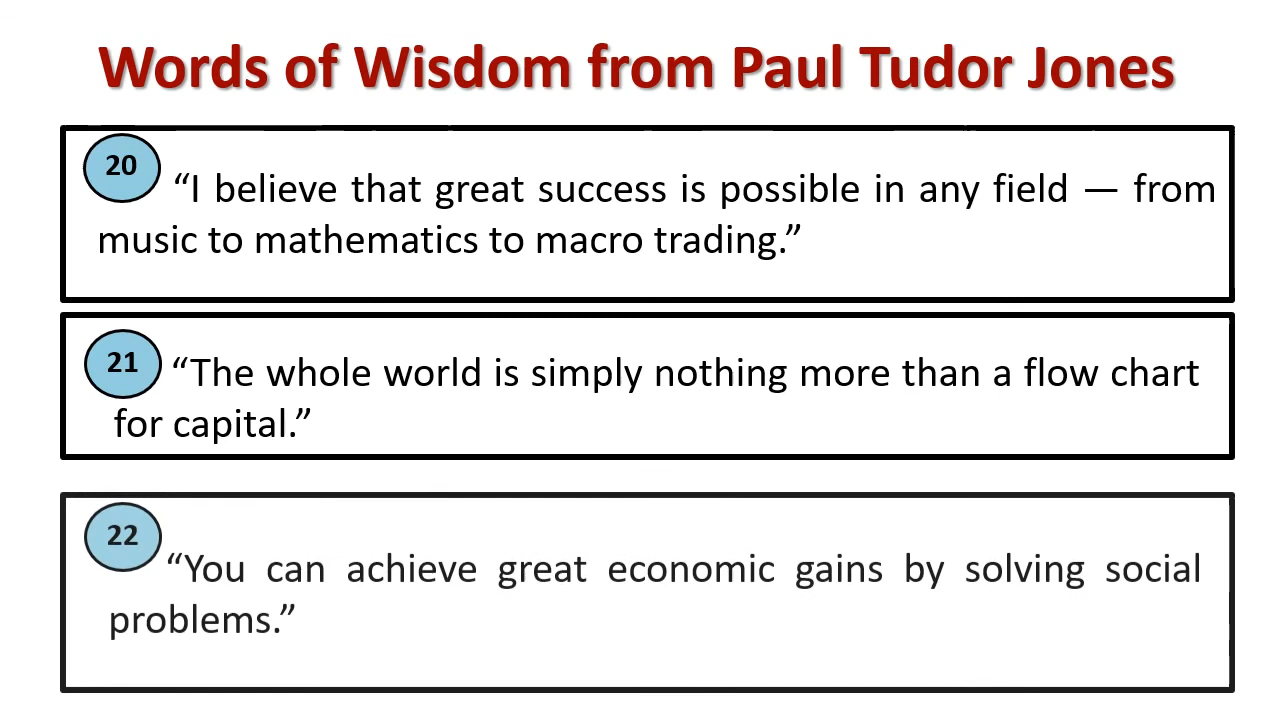 Words of Wisdom from Paul Tudor Jones
20
“I believe that great success is possible in any field — from
music to mathematics to macro trading.”
21
“The whole world is simply nothing more than a flow chart
for capital.”
22
“You can achieve great economic gains by solving social
problems.”